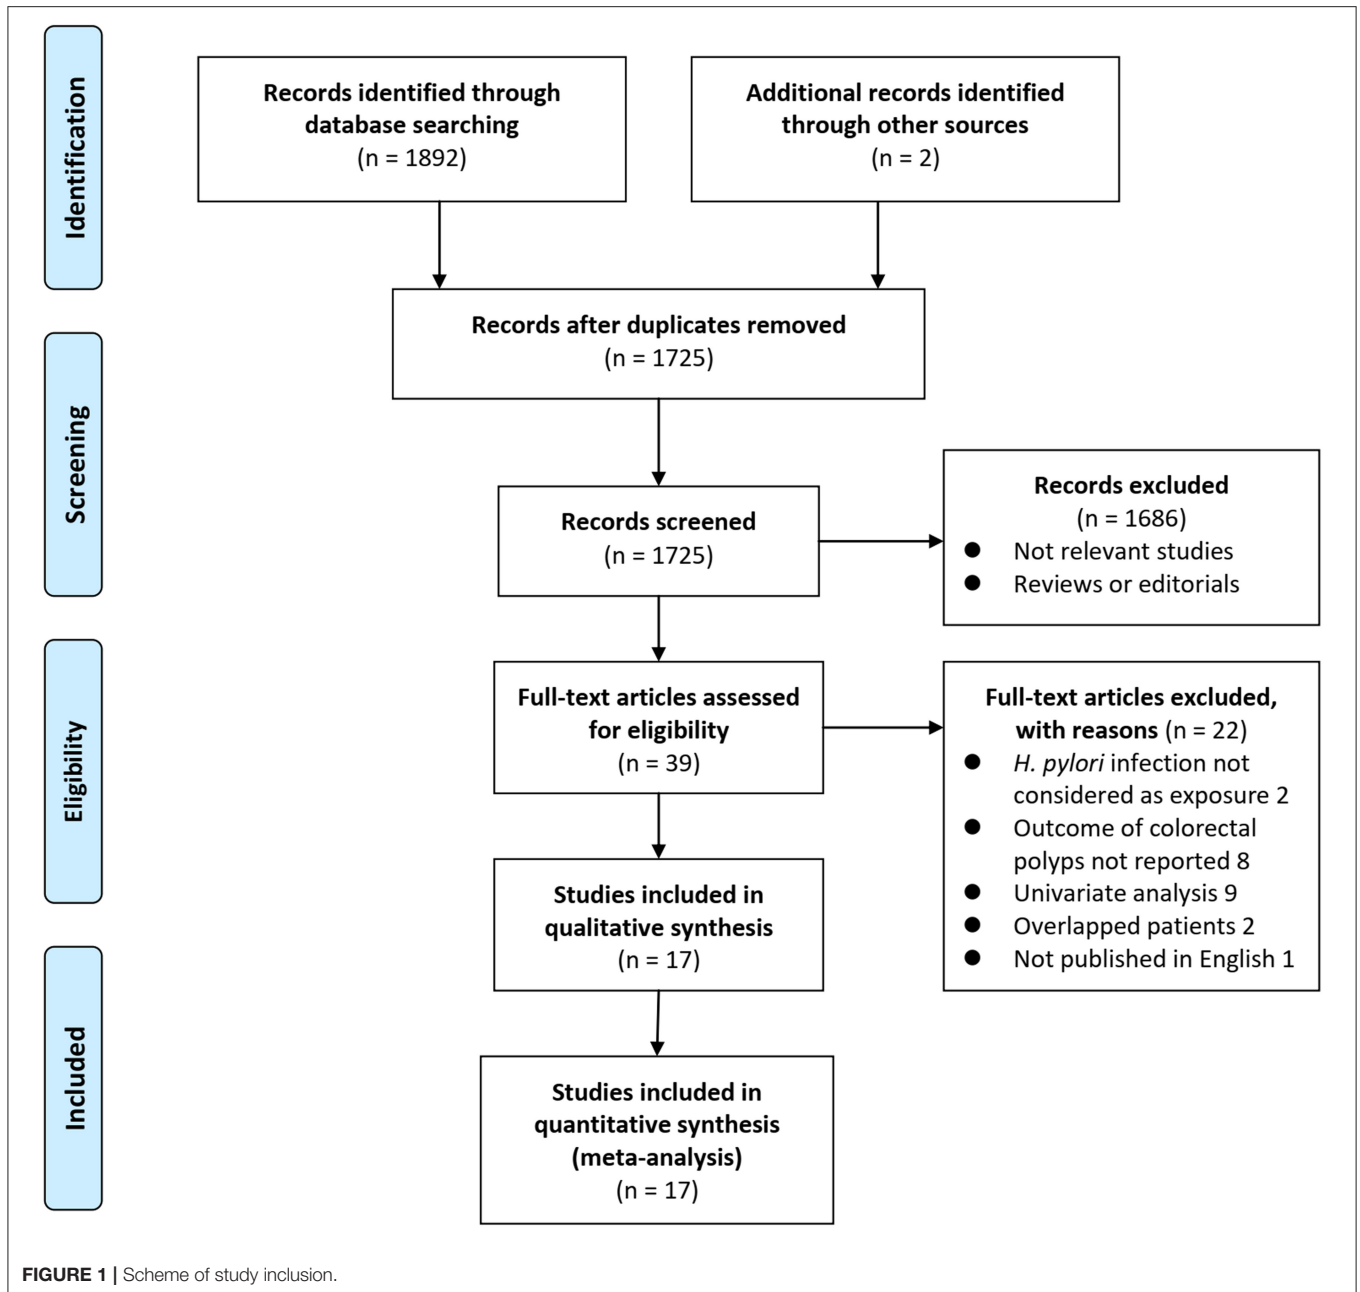 Identification
Records identified through
database searching
(n = 1892)
Additional records identified
through other sources
(n = 2)
Records after duplicates removed
(n = 1725)
Screening
Records screened
(n = 1725)
Records excluded
(n = 1686)
● Not relevant studies
● Reviews or editorials
Eligibility
Full-text articles assessed
for eligibility
(n = 39)
Full-text articles excluded,
with reasons (n = 22)
● H. pylori infection not
considered as exposure 2
● Outcome of colorectal
polyps not reported 8
● Univariate analysis 9
● Overlapped patients 2
● Not published in English 1
Studies included in
qualitative synthesis
(n = 17)
Included
Studies included in
quantitative synthesis
(meta-analysis)
(n = 17)
FIGURE 1 | Scheme of study inclusion.